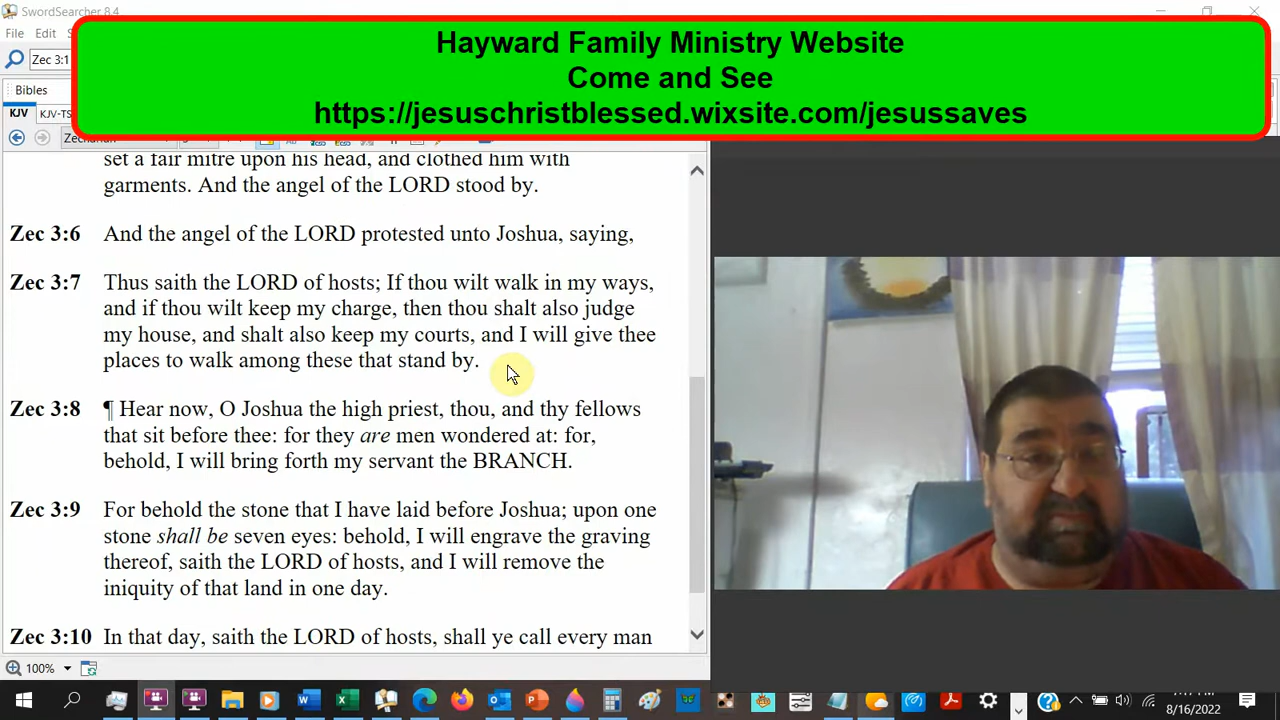 SwordSearcher 8.4
File
Edit
Hayward Family Ministry Website
Come and See
https://jesuschristblessed.wixsite.com/jesussaves
Zec 3:1
Bibles
KJV
KJV-TS
set a fair mitre upon his head, and clothed him with
garments. And the angel of the LORD stood by.
Zec 3:6 And the angel of the LORD protested unto Joshua, saying,
Zec 3:7 Thus saith the LORD of hosts; If thou wilt walk in my ways,
and if thou wilt keep my charge, then thou shalt also judge
my house, and shalt also keep my courts, and I will give thee
places to walk among these that stand by.
Zec 3:8 ¶ Hear now, O Joshua the high priest, thou, and thy fellows
that sit before thee: for they are men wondered at: for,
behold, I will bring forth my servant the BRANCH.
Zec 3:9 For behold the stone that I have laid before Joshua; upon one
stone shall be seven eyes: behold, I will engrave the graving
thereof, saith the LORD of hosts, and I will remove the
iniquity of that land in one day.
Zec 3:10 In that day, saith the LORD of hosts, shall ye call every man
100%
8/16/2022